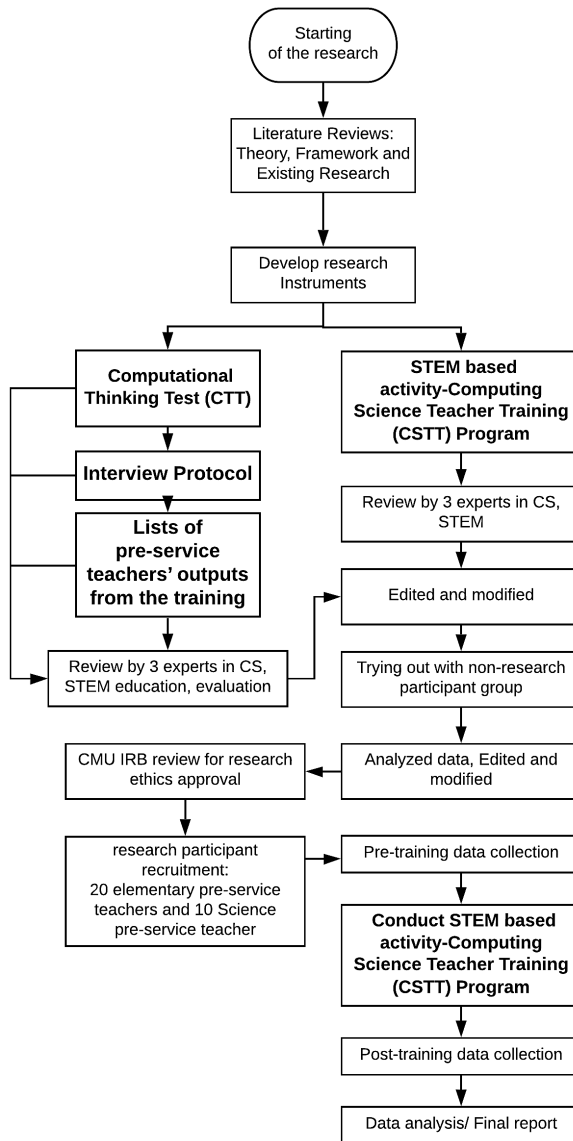 Starting
of the research
Literature Reviews:
Theory, Framework and
Existing Research
Develop research
Instruments
Computational
Thinking Test (CTT)
Interview Protocol
Lists of
pre-service
teachers’ outputs
from the training
Review by 3 experts in CS,
STEM education, evaluation
STEM based
activity-Computing
Science Teacher Training
(CSTT) Program
Review by 3 experts in CS,
STEM
Edited and modified
Trying out with non-research
participant group
Analyzed data, Edited and
modified
CMU IRB review for research
ethics approval
research participant
recruitment:
20 elementary pre-service
teachers and 10 Science
pre-service teacher
Pre-training data collection
Conduct STEM based
activity-Computing
Science Teacher Training
(CSTT) Program
Post-training data collection
Data analysis/ Final report